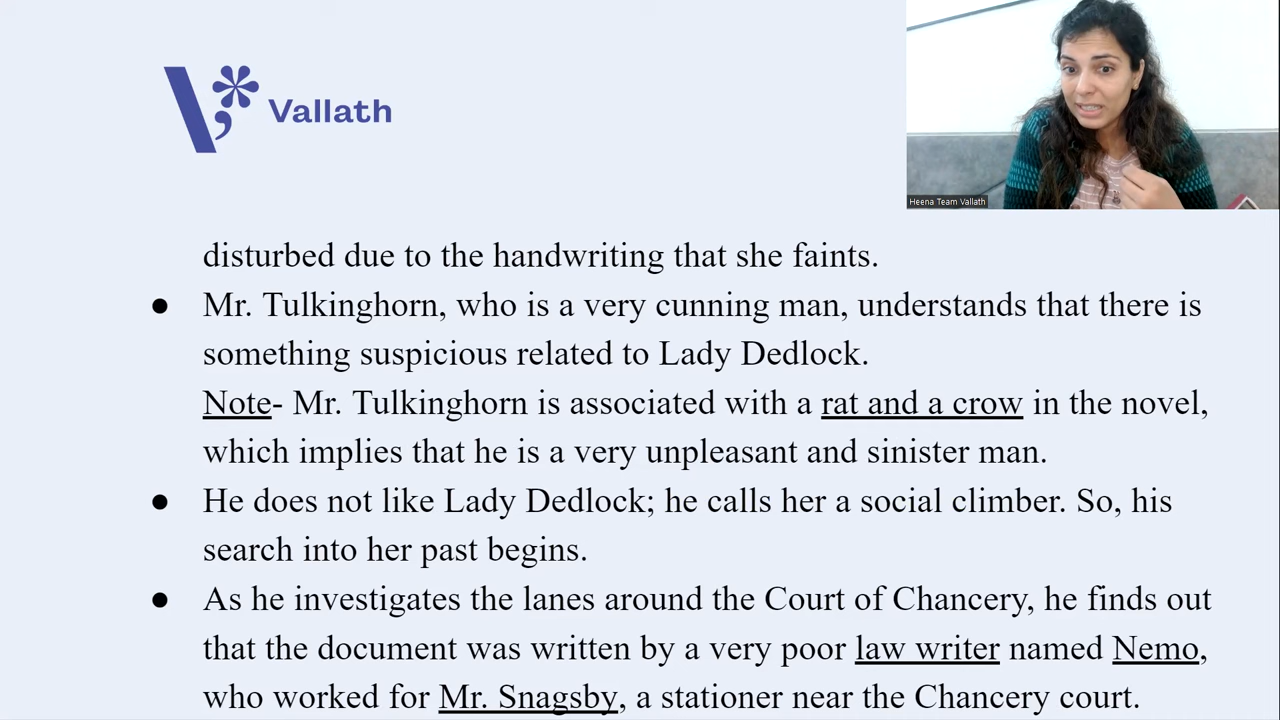 Vallath
Heena Team Vallath
disturbed due to the handwriting that she faints.
● Mr. Tulkinghorn, who is a very cunning man, understands that there is
something suspicious related to Lady Dedlock.
Note- Mr. Tulkinghorn is associated with a rat and a crow in the novel,
which implies that he is a very unpleasant and sinister man.
● He does not like Lady Dedlock; he calls her a social climber. So, his
search into her past begins.
● As he investigates the lanes around the Court of Chancery, he finds out
that the document was written by a very poor law writer named Nemo,
who worked for Mr. Snagsby, a stationer near the Chancery court.